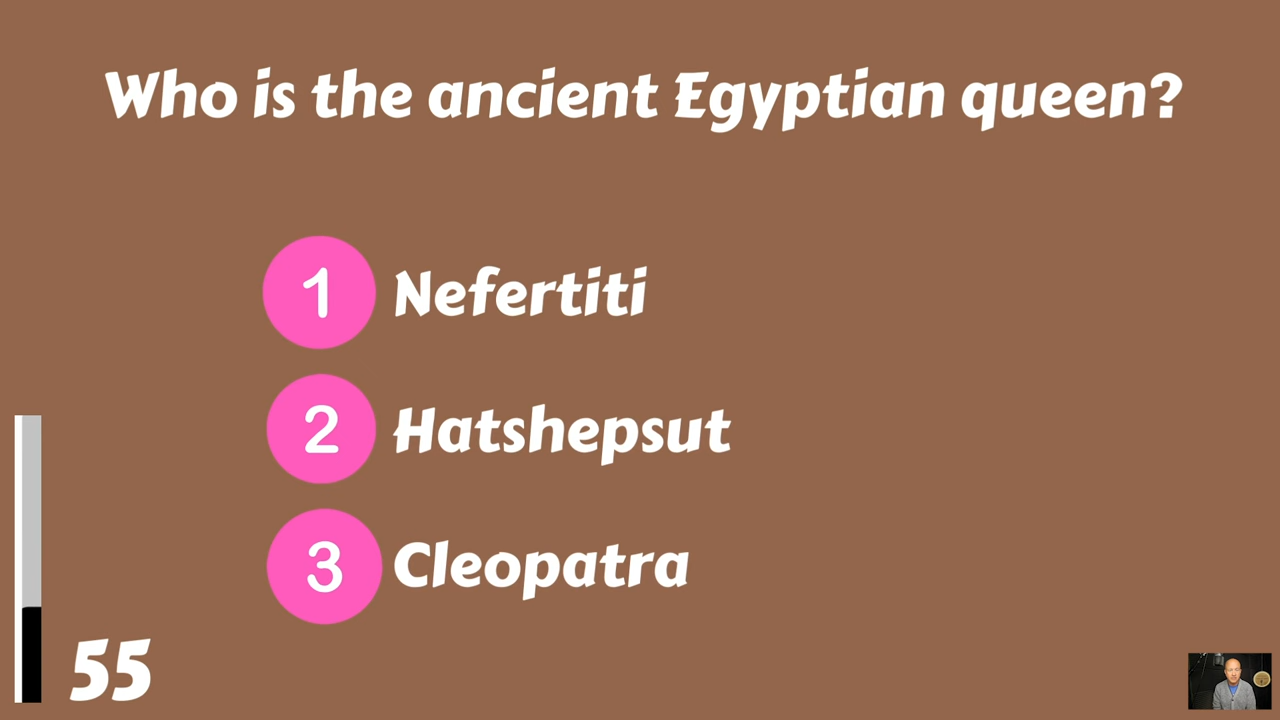 Who is the ancient Egyptian queen?
1 Nefertiti
2 Hatshepsut
3 Cleopatra
55